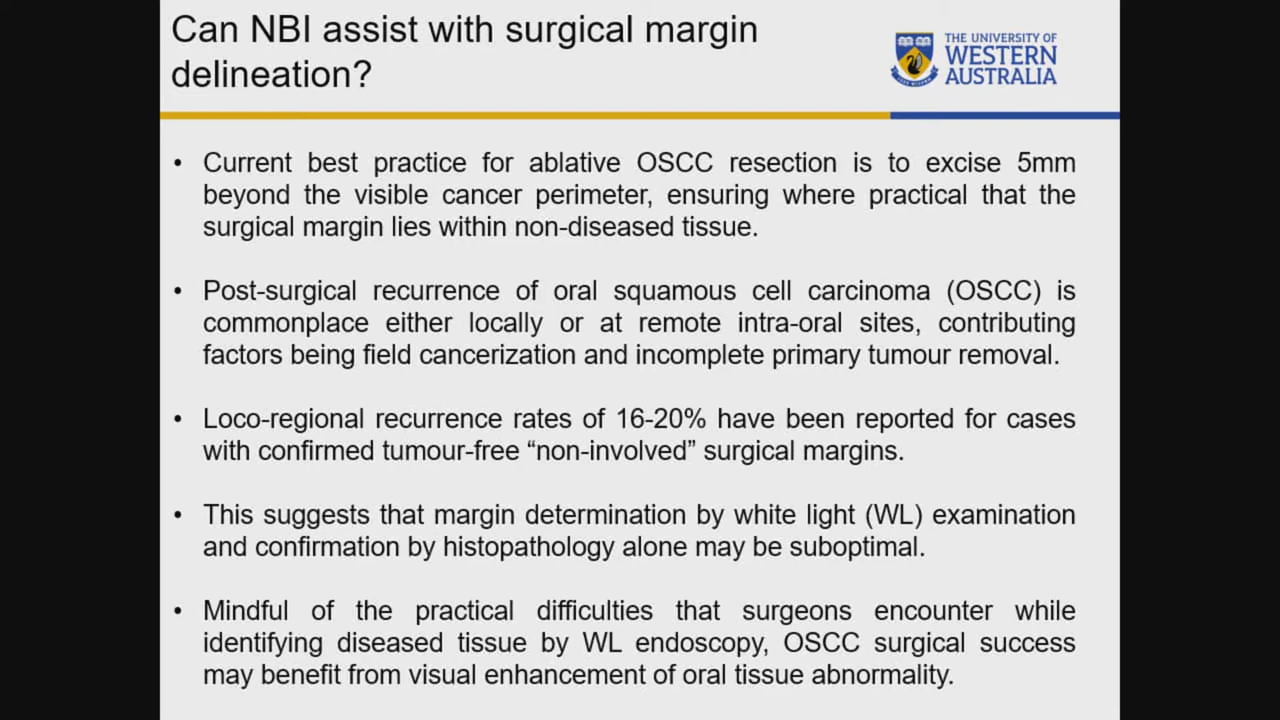 Can NBI assist with surgical margin
delineation?
THE UNIVERSITY OF
WESTERN
AUSTRALIA
• Current best practice for ablative OSCC resection is to excise 5mm
beyond the visible cancer perimeter, ensuring where practical that the
surgical margin lies within non-diseased tissue.
• Post-surgical recurrence of oral squamous cell carcinoma (OSCC) is
commonplace either locally or at remote intra-oral sites, contributing
factors being field cancerization and incomplete primary tumour removal.
• Loco-regional recurrence rates of 16-20% have been reported for cases
with confirmed tumour-free “non-involved” surgical margins.
• This suggests that margin determination by white light (WL) examination
and confirmation by histopathology alone may be suboptimal.
• Mindful of the practical difficulties that surgeons encounter while
identifying diseased tissue by WL endoscopy, OSCC surgical success
may benefit from visual enhancement of oral tissue abnormality.